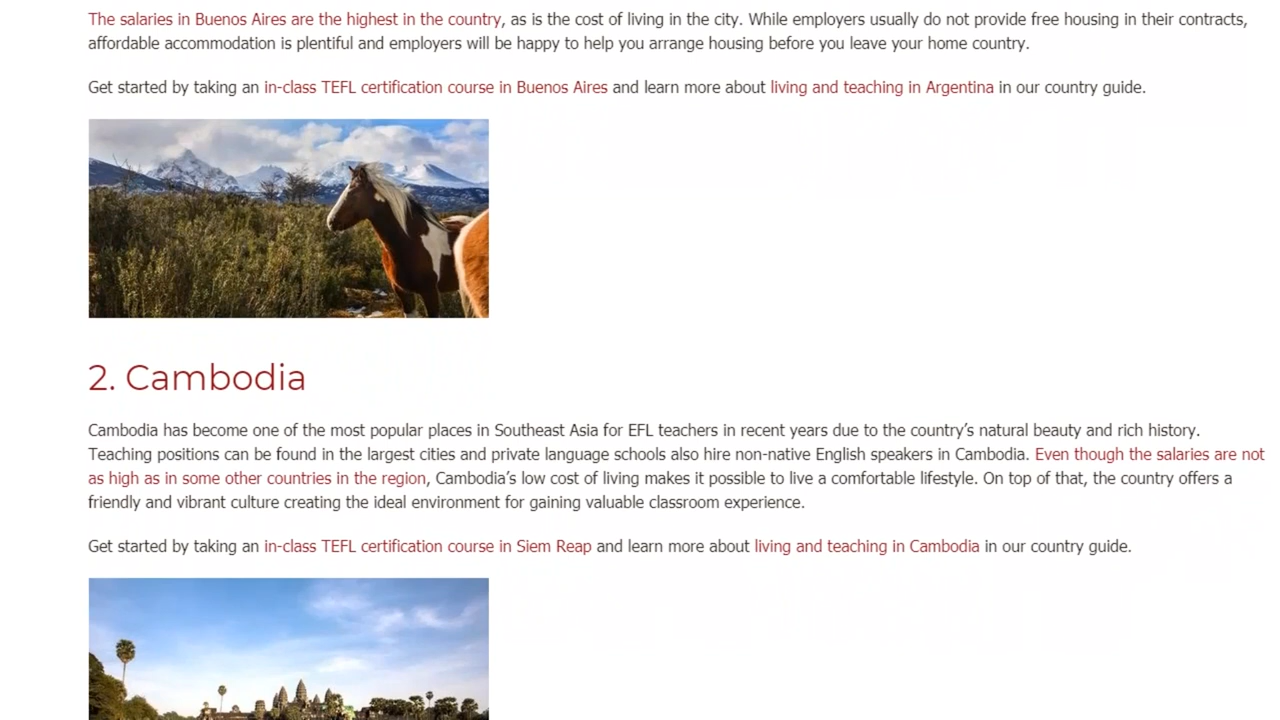 The salaries in Buenos Aires are the highest in the country, as is the cost of living in the city. While employers usually do not provide free housing in their contracts,
affordable accommodation is plentiful and employers will be happy to help you arrange housing before you leave your home country.
Get started by taking an in-class TEFL certification course in Buenos Aires and learn more about living and teaching in Argentina in our country guide.
2. Cambodia
Cambodia has become one of the most popular places in Southeast Asia for EFL teachers in recent years due to the country’s natural beauty and rich history.
Teaching positions can be found in the largest cities and private language schools also hire non-native English speakers in Cambodia. Even though the salaries are not
as high as in some other countries in the region, Cambodia’s low cost of living makes it possible to live a comfortable lifestyle. On top of that, the country offers a
friendly and vibrant culture creating the ideal environment for gaining valuable classroom experience.
Get started by taking an in-class TEFL certification course in Siem Reap and learn more about living and teaching in Cambodia in our country guide.